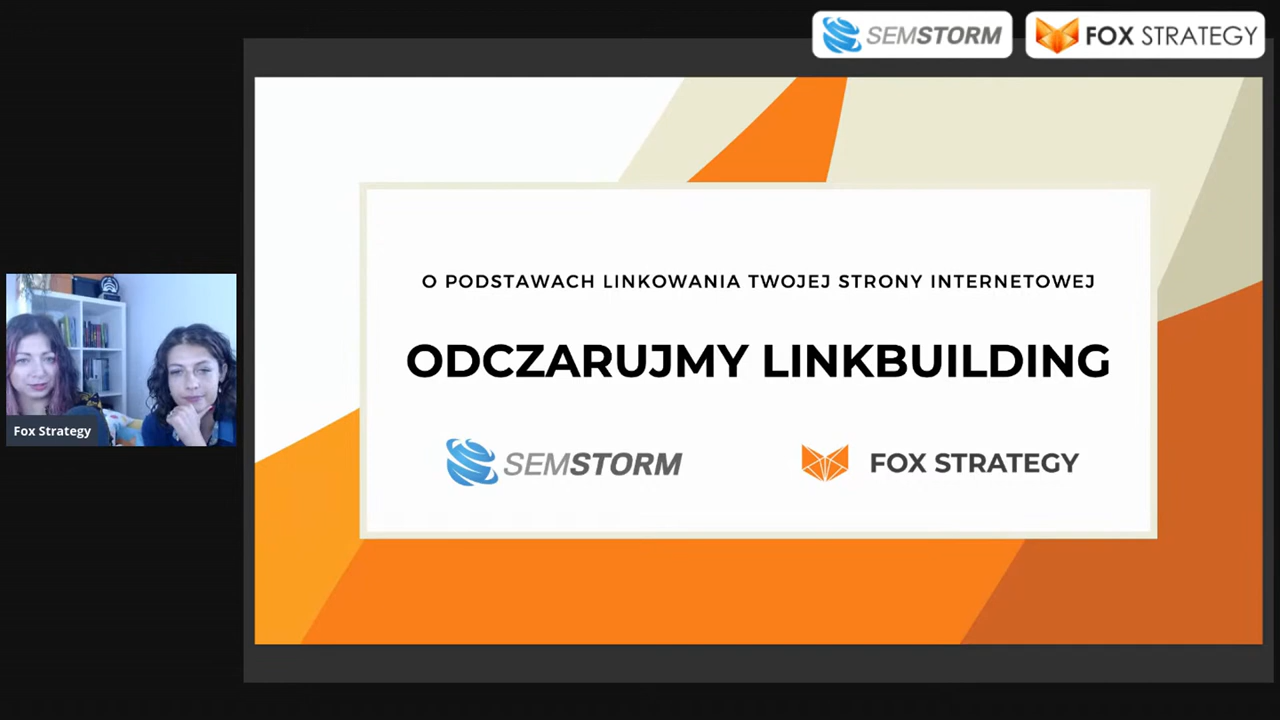 SEMSTORM
FOX STRATEGY
O PODSTAWACH LINKOWANIA TWOJEJ STRONY INTERNETOWEJ
ODCZARUJMY LINKBUILDING
SEMSTORM
FOX STRATEGY
Fox Strategy